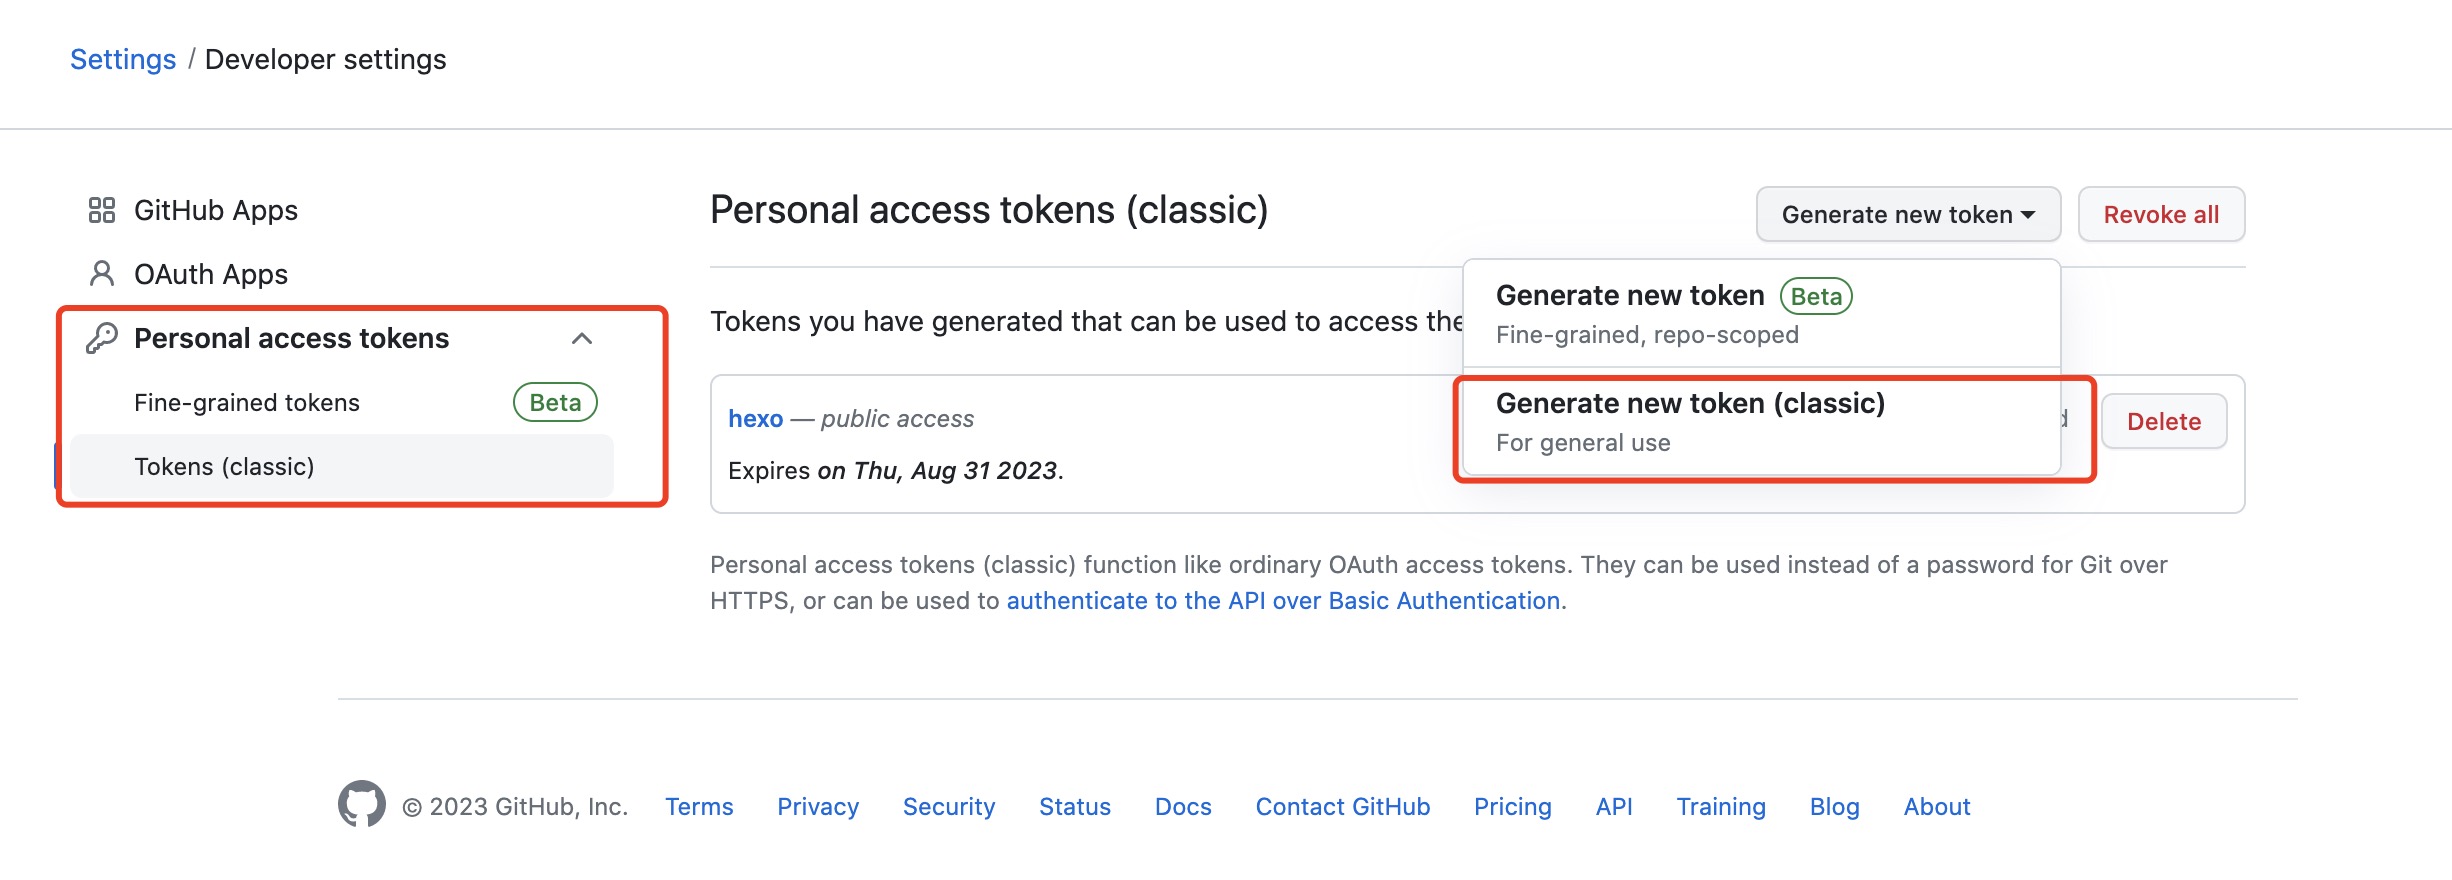 Settings / Developer settings
GitHub Apps
OAuth Apps
Personal access tokens
Fine-grained tokens Beta
Tokens (classic)
Personal access tokens (classic)
Generate new token
Revoke all
Generate new token Beta
Fine-grained, repo-scoped
Generate new token (classic)
For general use
Tokens you have generated that can be used to access the
hexo — public access
Delete
Expires on Thu, Aug 31 2023.
Personal access tokens (classic) function like ordinary OAuth access tokens. They can be used instead of a password for Git over
HTTPS, or can be used to authenticate to the API over Basic Authentication.
© 2023 GitHub, Inc. Terms Privacy Security Status Docs Contact GitHub Pricing API Training Blog About